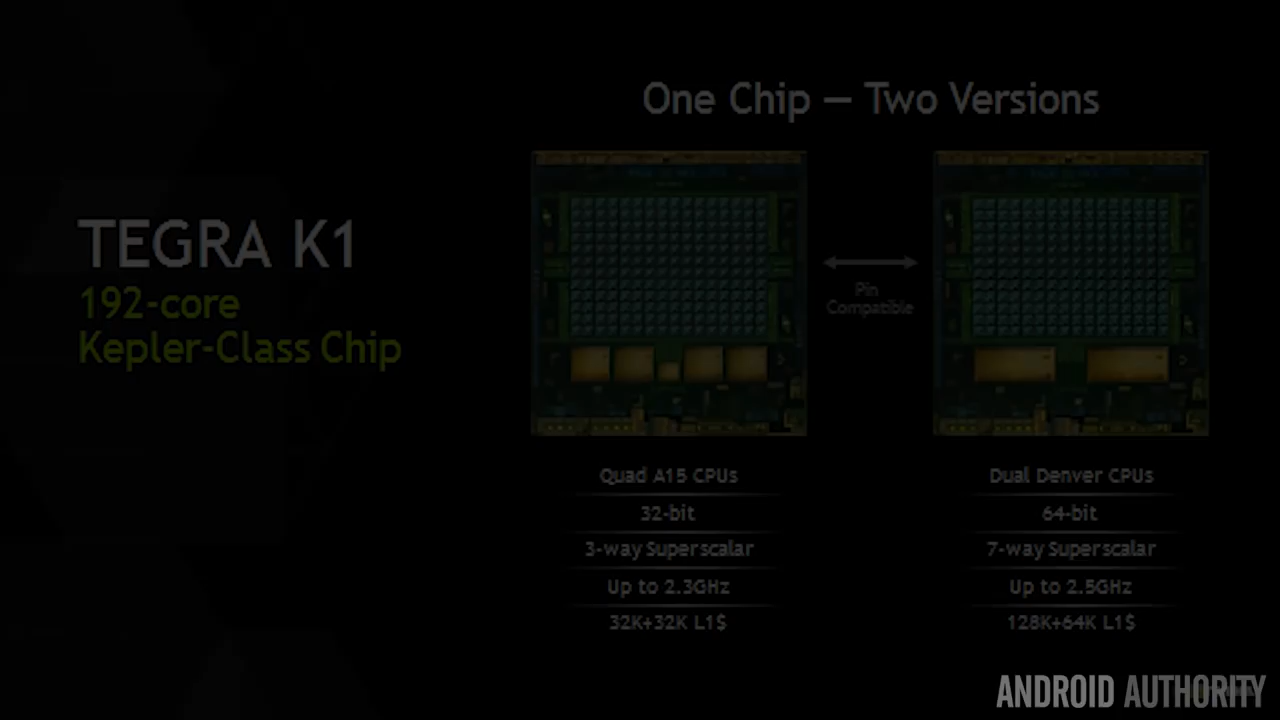 One Chip — Two Versions
TEGRA K1
192-core
Kepler-Class Chip
Pin
Compatible
Quad A15 CPUs
32-bit
3-way Superscalar
Up to 2.3GHz
32K+32K L1$
Dual Denver CPUs
64-bit
7-way Superscalar
Up to 2.5GHz
128K+64K L1$
ANDROID AUTHORITY